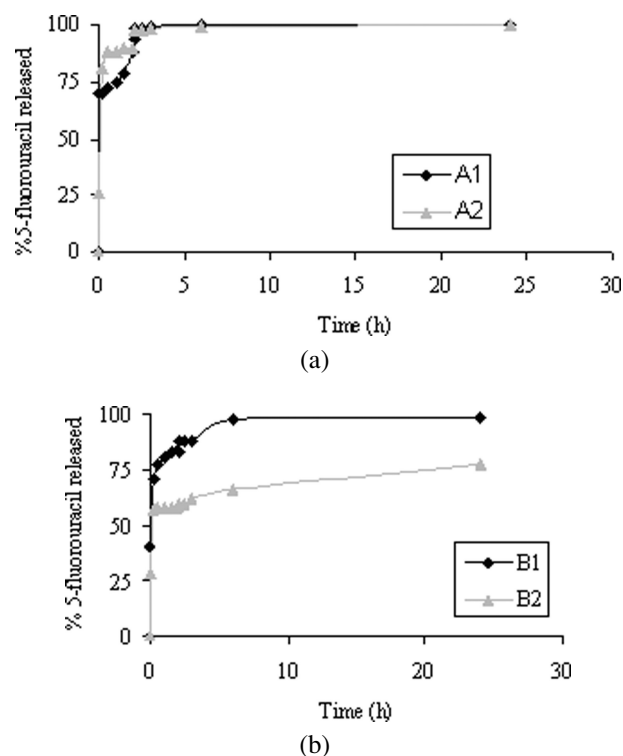 100
75
50
25
0
%5-fluorouracil released
A1
A2
0 5 10 15 20 25 30
Time (h)
(a)
100
75
50
25
0
% 5-fluorouracil released
B1
B2
0 10 20 30
Time (h)
(b)